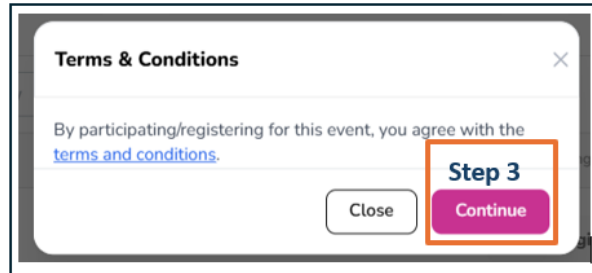 Terms & Conditions
By participating/registering for this event, you agree with the
terms and conditions.
Step 3
Close
Continue